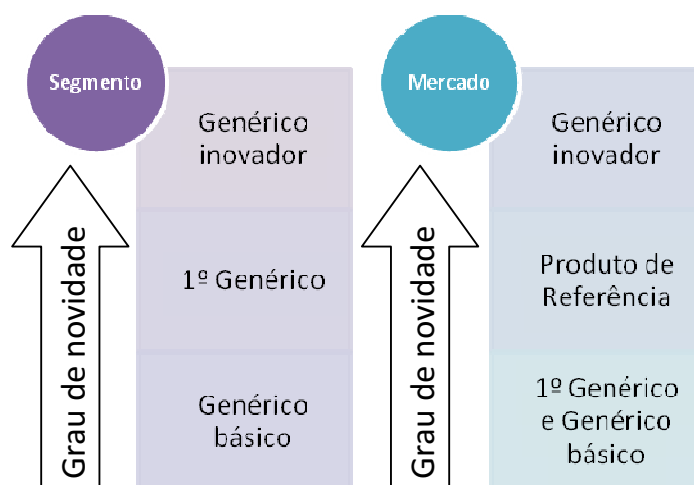 Segmento
Genérico
inovador
1º Genérico
Genérico
básico
Grau de novidade
Mercado
Genérico
inovador
Produto de
Referência
1º Genérico
e Genérico
básico
Grau de novidade